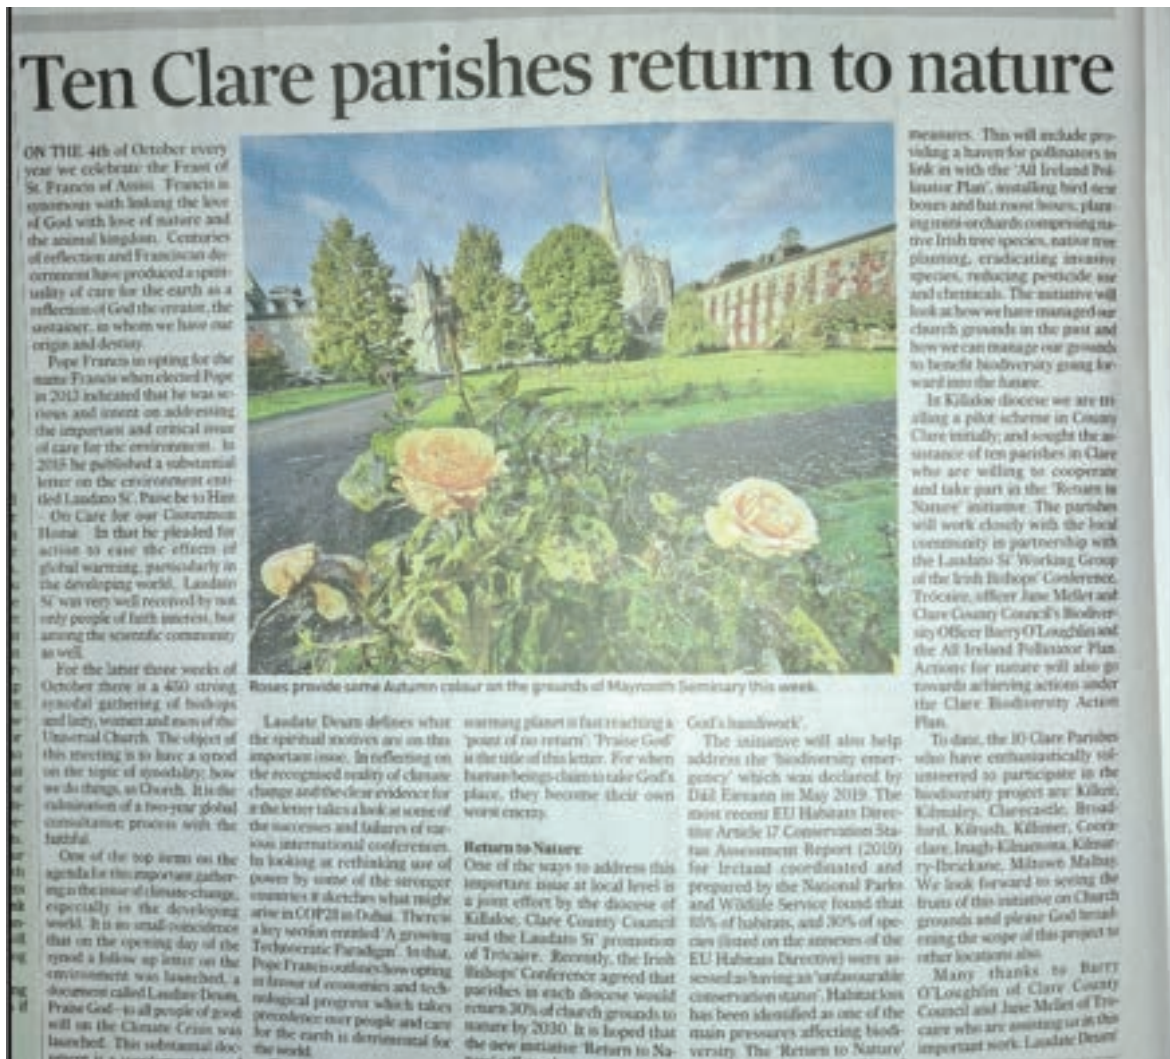 Ten Clare parishes return to nature
ON THE 4th of October every
year we celebrate the Feast of
St. Francis of Assisi. Francis is
synomous with linking the love
of God with love of nature and
the animal kingdom. Centuries
of reflection and Franciscan de-
cernment have produced a spirit-
uality of care for the earth as a
reflection of God the creator, the
sustainer, in whom we have our
origin and destiny.
Pope Francis in opting for the
name Francis when elected Pope
in 2013 indicated that he was se-
rious and intent on addressing
the important and critical issue
of care for the environment. In
2015 he published a substantial
letter on the environment enti-
tled Laudato Si'. Praise be to Him
On Care for our Common
Home. In that he pleaded for
action to ease the effects of
global warming, particularly in
the developing world. Laudato
Si' was very well received by not
only people of faith interest, but
among the scientific community
as well.
For the latter three weeks of
October there is a 450 strong
synodal gathering of bishops
and laity, women and men of the
Universal Church. The object of
this meeting is to have a synod
on the topic of synodality; how
we do things, as Church. It is the
culmination of a two-year global
consultation process with the
faithful.
One of the top items on the
agenda for this important gather-
ing is the issue of climate-change,
especially in the developing
world. It is no small coincidence
that on the opening day of the
synod a follow up letter on the
environment was launched, a
document called Laudate Deum,
Praise God—to all people of good
will on the Climate Crisis was
launched. This substantial doc-
Roses provide some Autumn colour on the grounds of Maynooth Seminary this week.
Laudate Deum defines what
the spiritual motives are on this
important issue. In reflecting on
the recognised reality of climate
change and the clear evidence for
it the letter takes a look at some of
the successes and failures of var-
ious international conferences.
In looking at rethinking use of
power by some of the stronger
countries it sketches what might
arise in COP28 in Dubai. There is
a key section entitled 'A growing
Technocratic Paradigm'. In that,
Pope Francis outlines how opting
in favour of economies and tech-
nological progress which takes
precedence over people and care
for the earth is detrimental for
the world.
warming planet is fast reaching a
'point of no return'. 'Praise God'
is the title of this letter. For when
human beings claim to take God's
place, they become their own
worst enemy.
Return to Nature
One of the ways to address this
important issue at local level is
a joint effort by the diocese of
Killaloe, Clare County Council
and the Laudato Si' promotion
of Trócaire. Recently, the Irish
Bishops' Conference agreed that
parishes in each diocese would
return 30% of church grounds to
nature by 2030. It is hoped that
the new initiative 'Return to Na-
God's handiwork'.
The initiative will also help
address the 'biodiversity emer-
gency' which was declared by
Dáil Éireann in May 2019. The
most recent EU Habitats Direc-
tive Article 17 Conservation Sta-
tus Assessment Report (2019)
for Ireland coordinated and
prepared by the National Parks
and Wildlife Service found that
85% of habitats, and 30% of spe-
cies (listed on the annexes of the
EU Habitats Directive) were as-
sessed as having an 'unfavourable
conservation status'. Habitat loss
has been identified as one of the
main pressures affecting biodi-
versity. The 'Return to Nature'
measures. This will include pro-
viding a haven for pollinators to
link in with the 'All Ireland Pol-
linator Plan', installing bird nest
boxes and bat roost boxes; plant-
ing mini-orchards comprising na-
tive Irish tree species, native tree
planting, eradicating invasive
species, reducing pesticide use
and chemicals. The initiative will
look at how we have managed our
church grounds in the past and
how we can manage our grounds
to benefit biodiversity going for-
ward into the future.
In Killaloe diocese we are tri-
alling a pilot scheme in County
Clare initially; and sought the as-
sistance of ten parishes in Clare
who are willing to cooperate
and take part in the 'Return to
Nature' initiative. The parishes
will work closely with the local
community in partnership with
the Laudato Si' Working Group
of the Irish Bishops' Conference,
Trócaire, officer Jane Mellet and
Clare County Council's Biodiver-
sity Officer Barry O'Loughlin and
the All Ireland Pollinator Plan.
Actions for nature will also go
towards achieving actions under
the Clare Biodiversity Action
Plan.
To date, the 10 Clare Parishes
who have enthusiastically vol-
unteered to participate in the
biodiversity project are: Kilkee,
Kilmaley, Clarecastle, Broad-
ford, Kilrush, Killimer, Coora-
clare, Inagh-Kilnamona, Kilmur-
ry-Ibrickane, Miltown Malbay.
We look forward to seeing the
fruits of this initiative on Church
grounds and please God broad-
ening the scope of this project to
other locations also.
Many thanks to Barry
O'Loughlin of Clare County
Council and Jane Mellet of Tro-
caire who are assisting us in this
important work. Laudate Deum